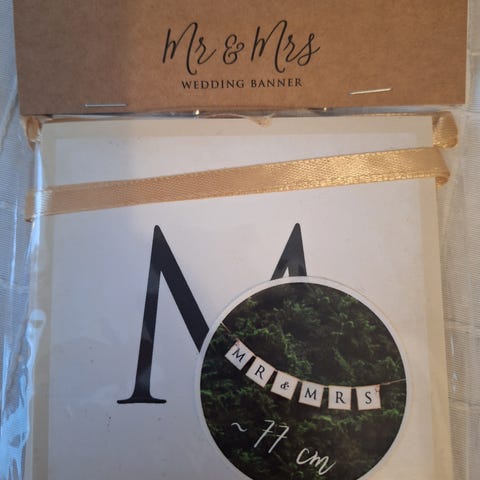 Mr & Mrs
WEDDING BANNER
M
MR & MRS
~ 77 cm